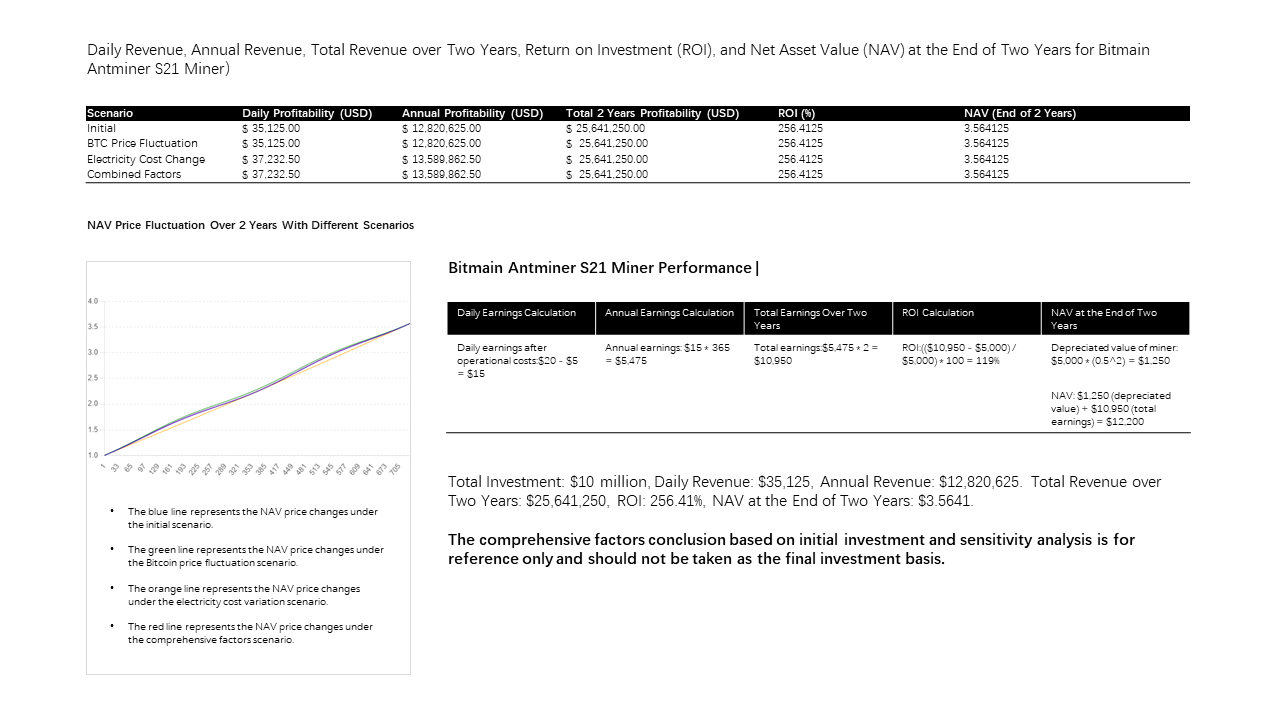 Daily Revenue, Annual Revenue, Total Revenue over Two Years, Return on Investment (ROI), and Net Asset Value (NAV) at the End of Two Years for Bitmain
Antminer S21 Miner)
Scenario Daily Profitability (USD) Annual Profitability (USD) Total 2 Years Profitability (USD) ROI (%) NAV (End of 2 Years)
Initial $ 35,125.00 $ 12,820,625.00 $ 25,641,250.00 256.4125 3.564125
BTC Price Fluctuation $ 35,125.00 $ 12,820,625.00 $ 25,641,250.00 256.4125 3.564125
Electricity Cost Change $ 37,232.50 $ 13,589,862.50 $ 25,641,250.00 256.4125 3.564125
Combined Factors $ 37,232.50 $ 13,589,862.50 $ 25,641,250.00 256.4125 3.564125
NAV Price Fluctuation Over 2 Years With Different Scenarios
4.0
3.5
3.0
2.5
2.0
1.5
1.0
1 33 65 97 129 161 193 225 257 289 321 353 385 417 449 481 513 545 577 609 641 673 705
• The blue line represents the NAV price changes under
the initial scenario.
• The green line represents the NAV price changes under
the Bitcoin price fluctuation scenario.
• The orange line represents the NAV price changes
under the electricity cost variation scenario.
• The red line represents the NAV price changes under
the comprehensive factors scenario.
Bitmain Antminer S21 Miner Performance|
Daily Earnings Calculation Annual Earnings Calculation Total Earnings Over Two ROI Calculation NAV at the End of Two
Years Years
Daily earnings after Annual earnings: $15 * 365 Total earnings:$5,475 * 2 = ROI:(($10,950 - $5,000) / Depreciated value of miner:
operational costs:$20 - $5 = $5,475 $10,950 $5,000) * 100 = 119% $5,000 * (0.5^2) = $1,250
= $15
NAV: $1,250 (depreciated
value) + $10,950 (total
earnings) = $12,200
Total Investment: $10 million, Daily Revenue: $35,125, Annual Revenue: $12,820,625. Total Revenue over
Two Years: $25,641,250, ROI: 256.41%, NAV at the End of Two Years: $3.5641.
The comprehensive factors conclusion based on initial investment and sensitivity analysis is for
reference only and should not be taken as the final investment basis.